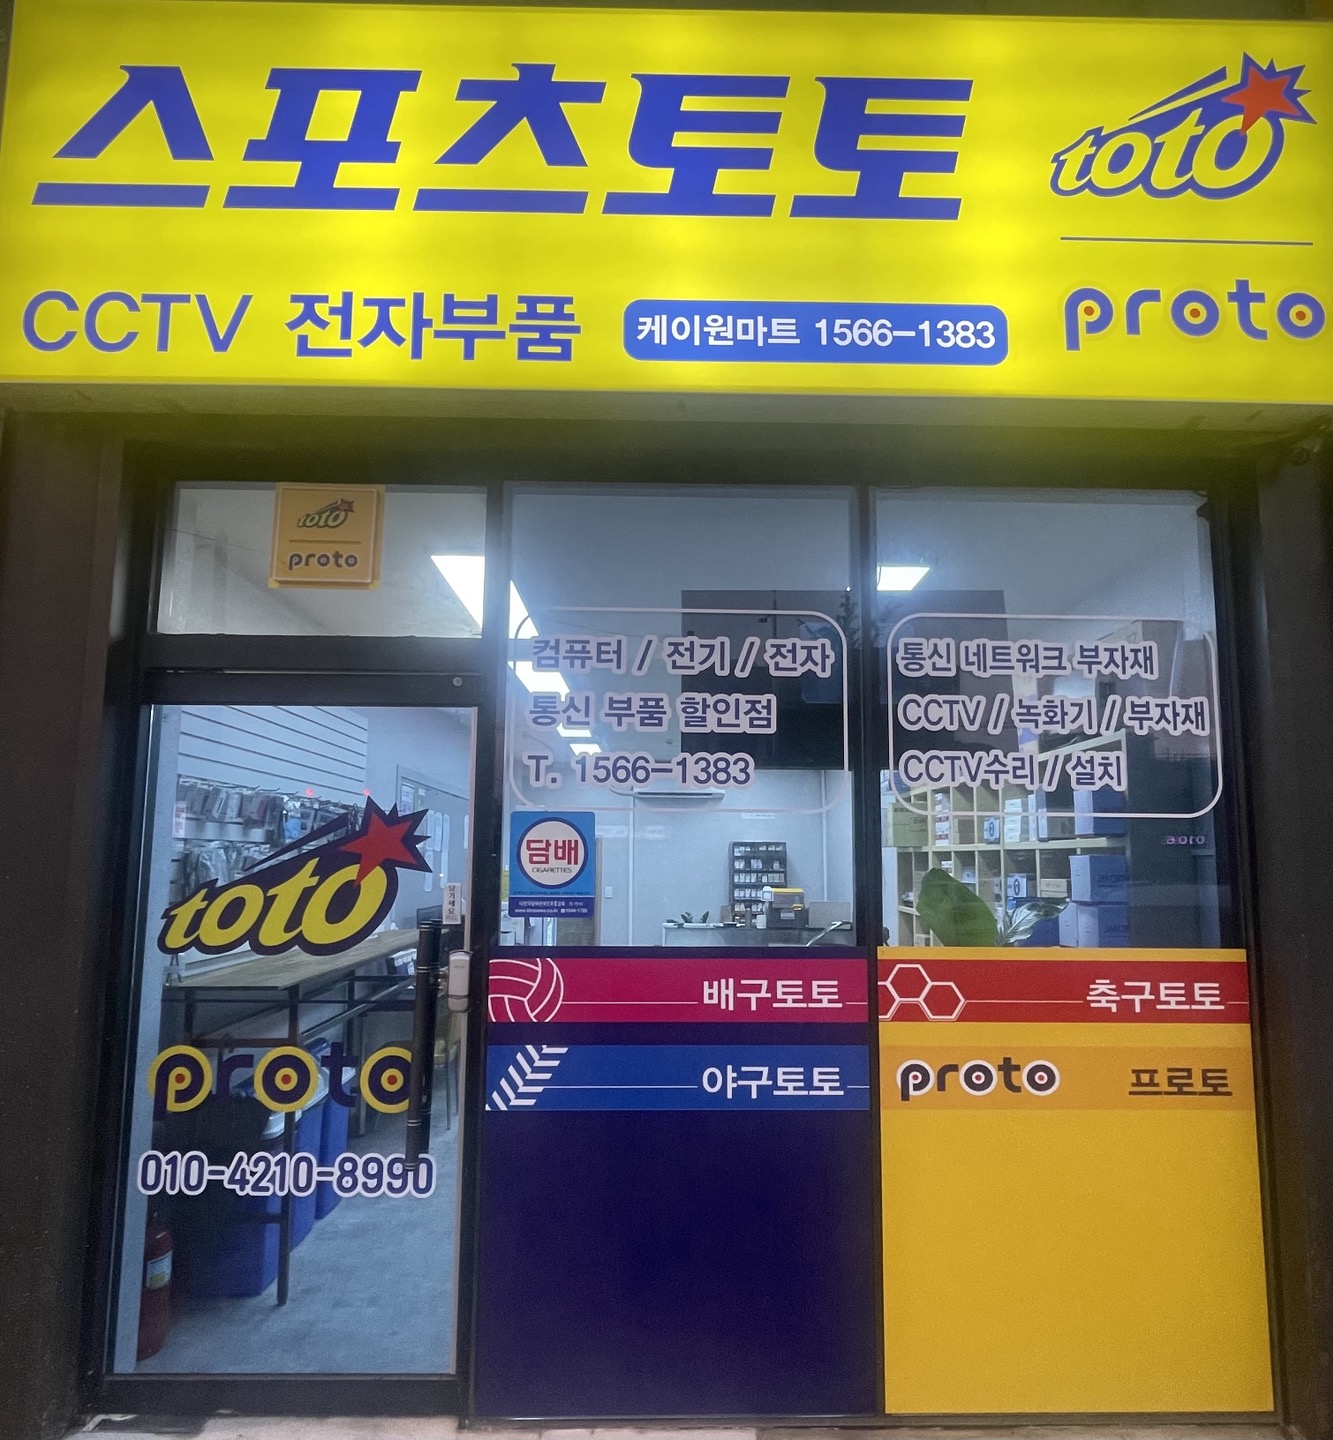 스포츠토토
toto
CCTV 전자부품
케이원마트 1566-1383
proto
toto
proto
컴퓨터 / 전기 / 전자
통신 부품 할인점
T. 1566-1383
통신 네트워크 부자재
CCTV / 녹화기 / 부자재
CCTV수리 / 설치
담배
CIGARETTES
toto
proto
010-4210-8990
당기세요
배구토토
야구토토
축구토토
proto 프로토